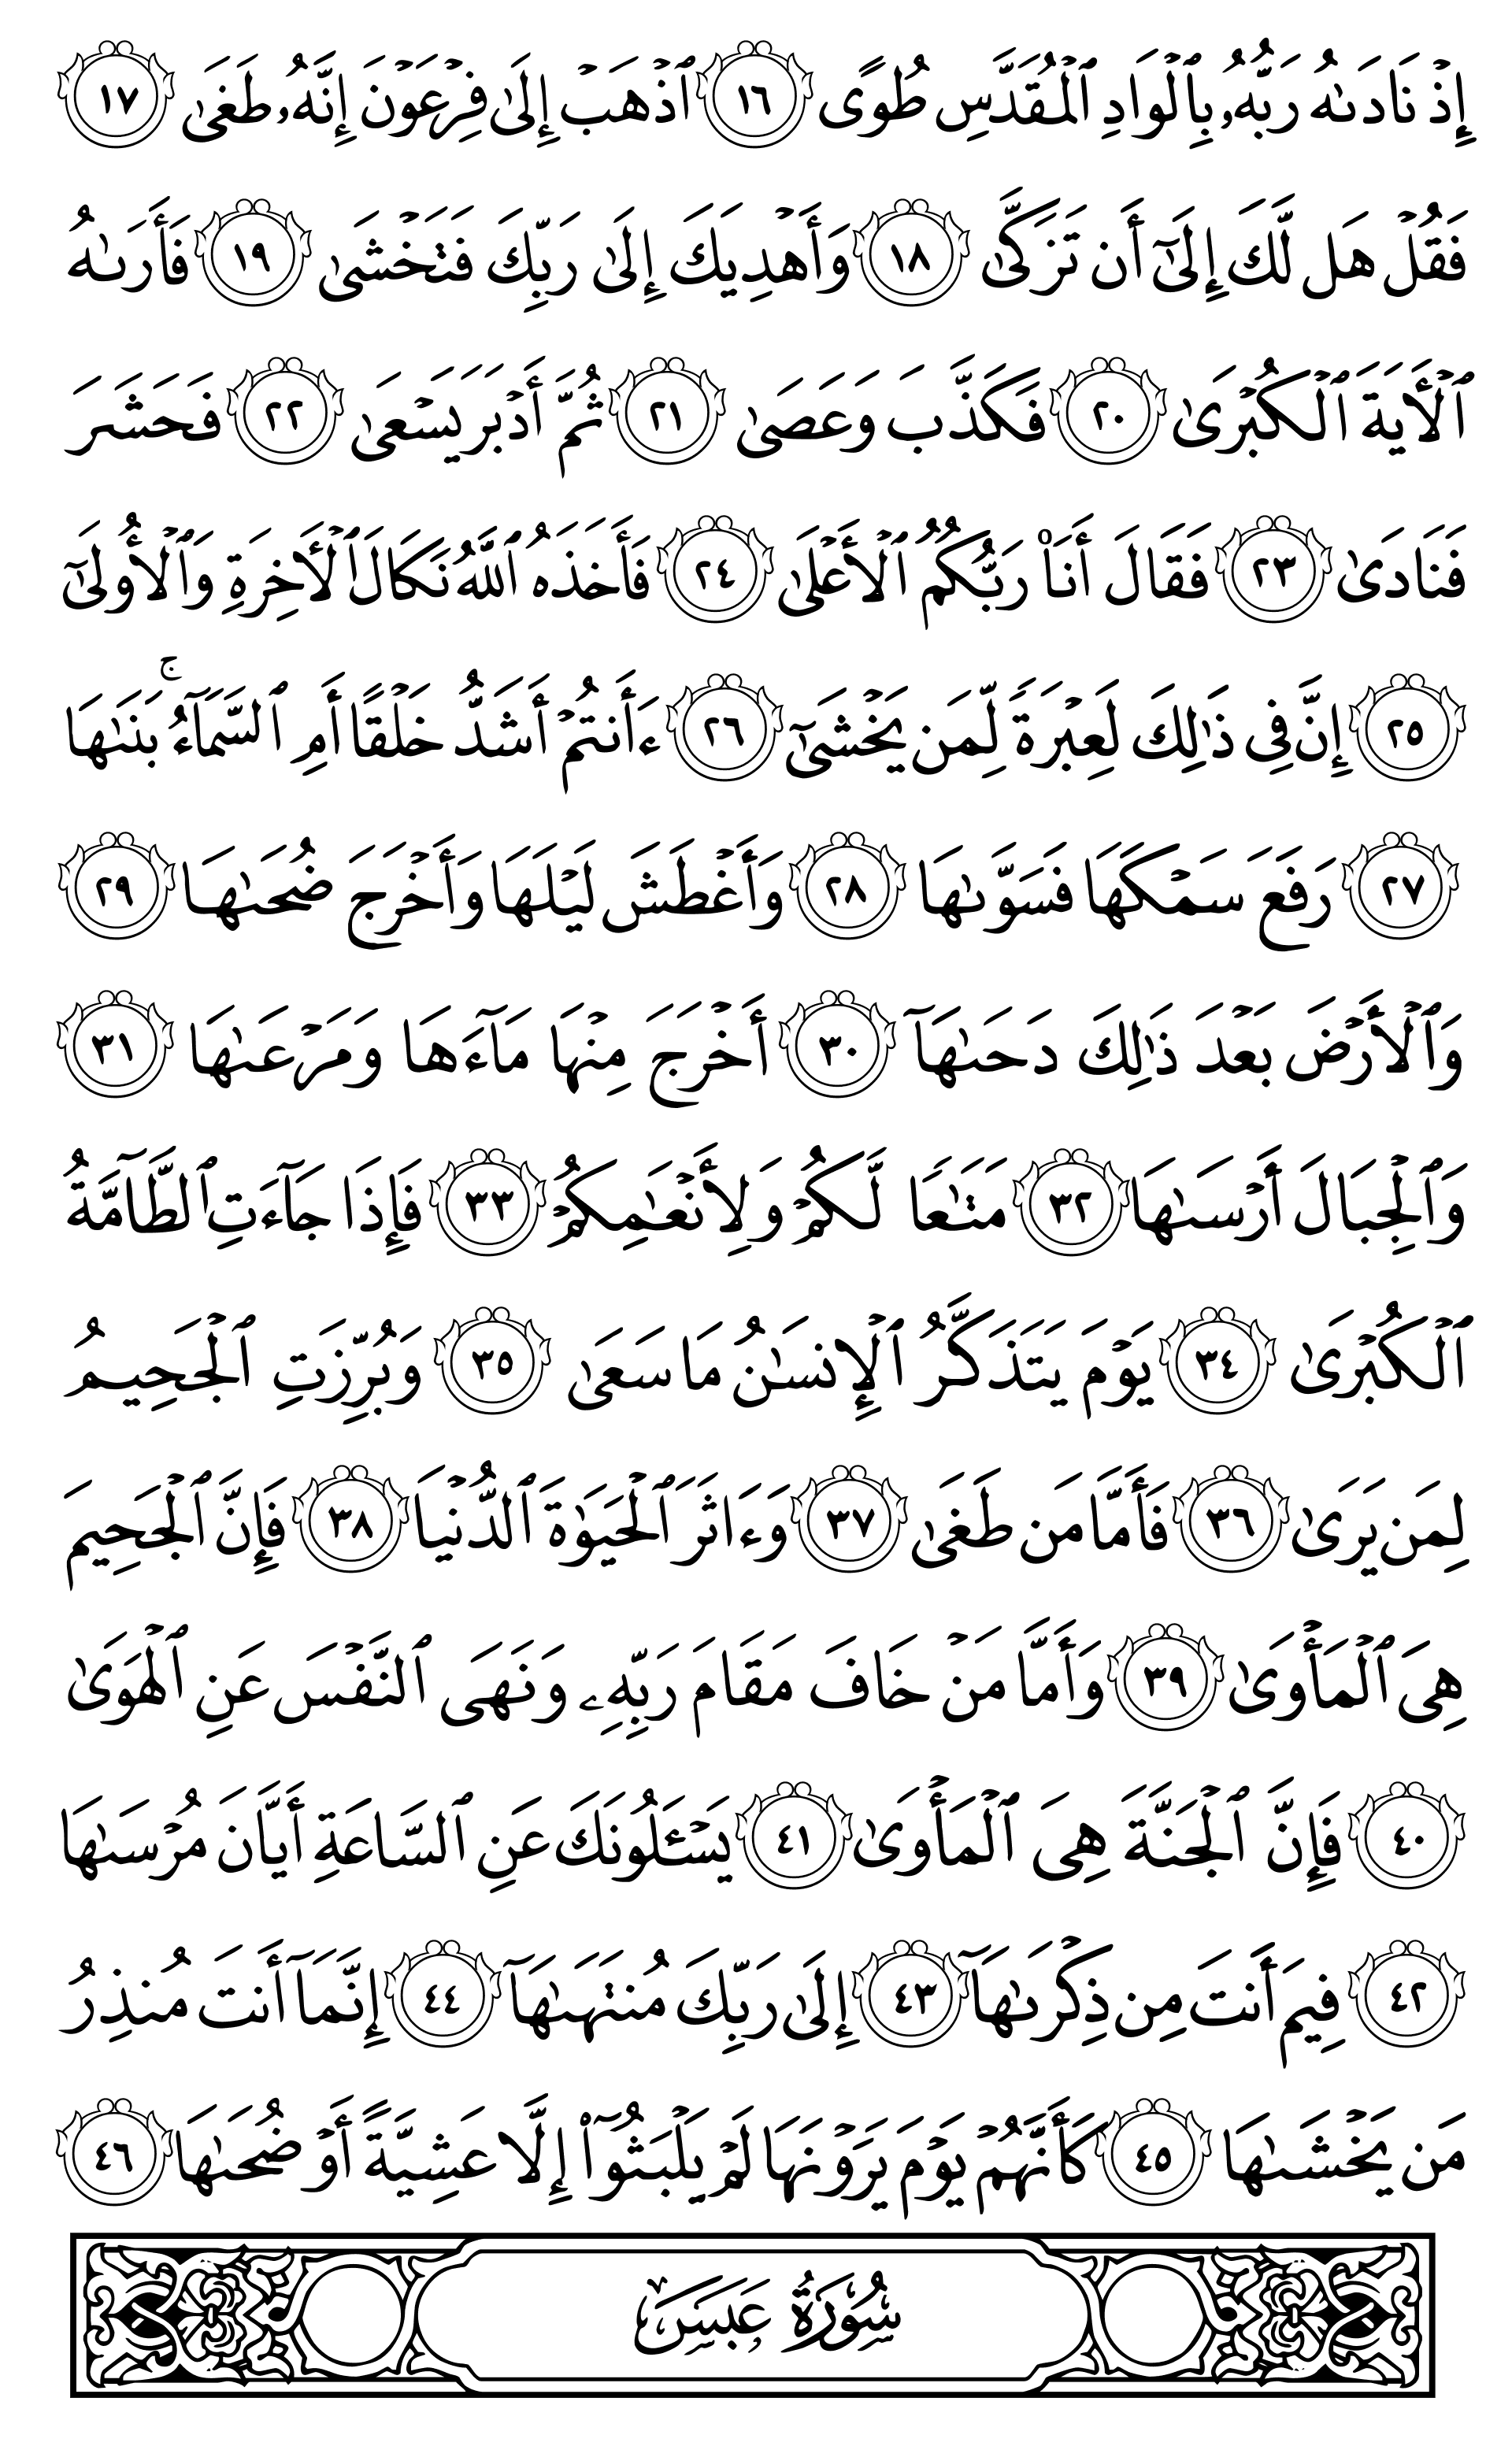 إِذْ نَادَىٰهُ رَبُّهُۥ بِٱلْوَادِ ٱلْمُقَدَّسِ طُوًى ١٦ ٱذْهَبْ إِلَىٰ فِرْعَوْنَ إِنَّهُۥ طَغَىٰ ١٧
فَقُلْ هَل لَّكَ إِلَىٰٓ أَن تَزَكَّىٰ ١٨ وَأَهْدِيَكَ إِلَىٰ رَبِّكَ فَتَخْشَىٰ ١٩ فَأَرَىٰهُ
ٱلْأَيَةَ ٱلْكُبْرَىٰ ٢٠ فَكَذَّبَ وَعَصَىٰ ٢١ ثُمَّ أَدْبَرَ يَسْعَىٰ ٢٢ فَحَشَرَ
فَنَادَىٰ ٢٣ فَقَالَ أَنَا۠ رَبُّكُمُ ٱلْأَعْلَىٰ ٢٤ فَأَخَذَهُ ٱللَّهُ نَكَالَ ٱلْأَخِرَةِ وَٱلْأُولَىٰٓ
٢٥ إِنَّ فِى ذَٰلِكَ لَعِبْرَةً لِّمَن يَخْشَىٰٓ ٢٦ ءَأَنتُمْ أَشَدُّ خَلْقًا أَمِ ٱلسَّمَآءُ ۚ بَنَىٰهَا
٢٧ رَفَعَ سَمْكَهَا فَسَوَّىٰهَا ٢٨ وَأَغْطَشَ لَيْلَهَا وَأَخْرَجَ ضُحَىٰهَا ٢٩
وَٱلْأَرْضَ بَعْدَ ذَٰلِكَ دَحَىٰهَآ ٣٠ أَخْرَجَ مِنْهَا مَآءَهَا وَمَرْعَىٰهَا ٣١
وَٱلْجِبَالَ أَرْسَىٰهَا ٣٢ مَتَـٰعًا لَّكُمْ وَلِأَنْعَـٰمِكُمْ ٣٣ فَإِذَا جَآءَتِ ٱلطَّآمَّةُ
ٱلْكُبْرَىٰ ٣٤ يَوْمَ يَتَذَكَّرُ ٱلْإِنسَـٰنُ مَا سَعَىٰ ٣٥ وَبُرِّزَتِ ٱلْجَحِيمُ
لِمَن يَرَىٰ ٣٦ فَأَمَّا مَن طَغَىٰ ٣٧ وَءَاثَرَ ٱلْحَيَوٰةَ ٱلدُّنْيَا ٣٨ فَإِنَّ ٱلْجَحِيمَ
هِىَ ٱلْمَأْوَىٰ ٣٩ وَأَمَّا مَنْ خَافَ مَقَامَ رَبِّهِۦ وَنَهَى ٱلنَّفْسَ عَنِ ٱلْهَوَىٰ
٤٠ فَإِنَّ ٱلْجَنَّةَ هِىَ ٱلْمَأْوَىٰ ٤١ يَسْـَٔلُونَكَ عَنِ ٱلسَّاعَةِ أَيَّانَ مُرْسَىٰهَا
٤٢ فِيمَ أَنتَ مِن ذِكْرَىٰهَآ ٤٣ إِلَىٰ رَبِّكَ مُنتَهَىٰهَآ ٤٤ إِنَّمَآ أَنتَ مُنذِرُ
مَن يَخْشَىٰهَا ٤٥ كَأَنَّهُمْ يَوْمَ يَرَوْنَهَا لَمْ يَلْبَثُوٓا۟ إِلَّا عَشِيَّةً أَوْ ضُحَىٰهَا ٤٦
سُورَةُ عَبَسَ